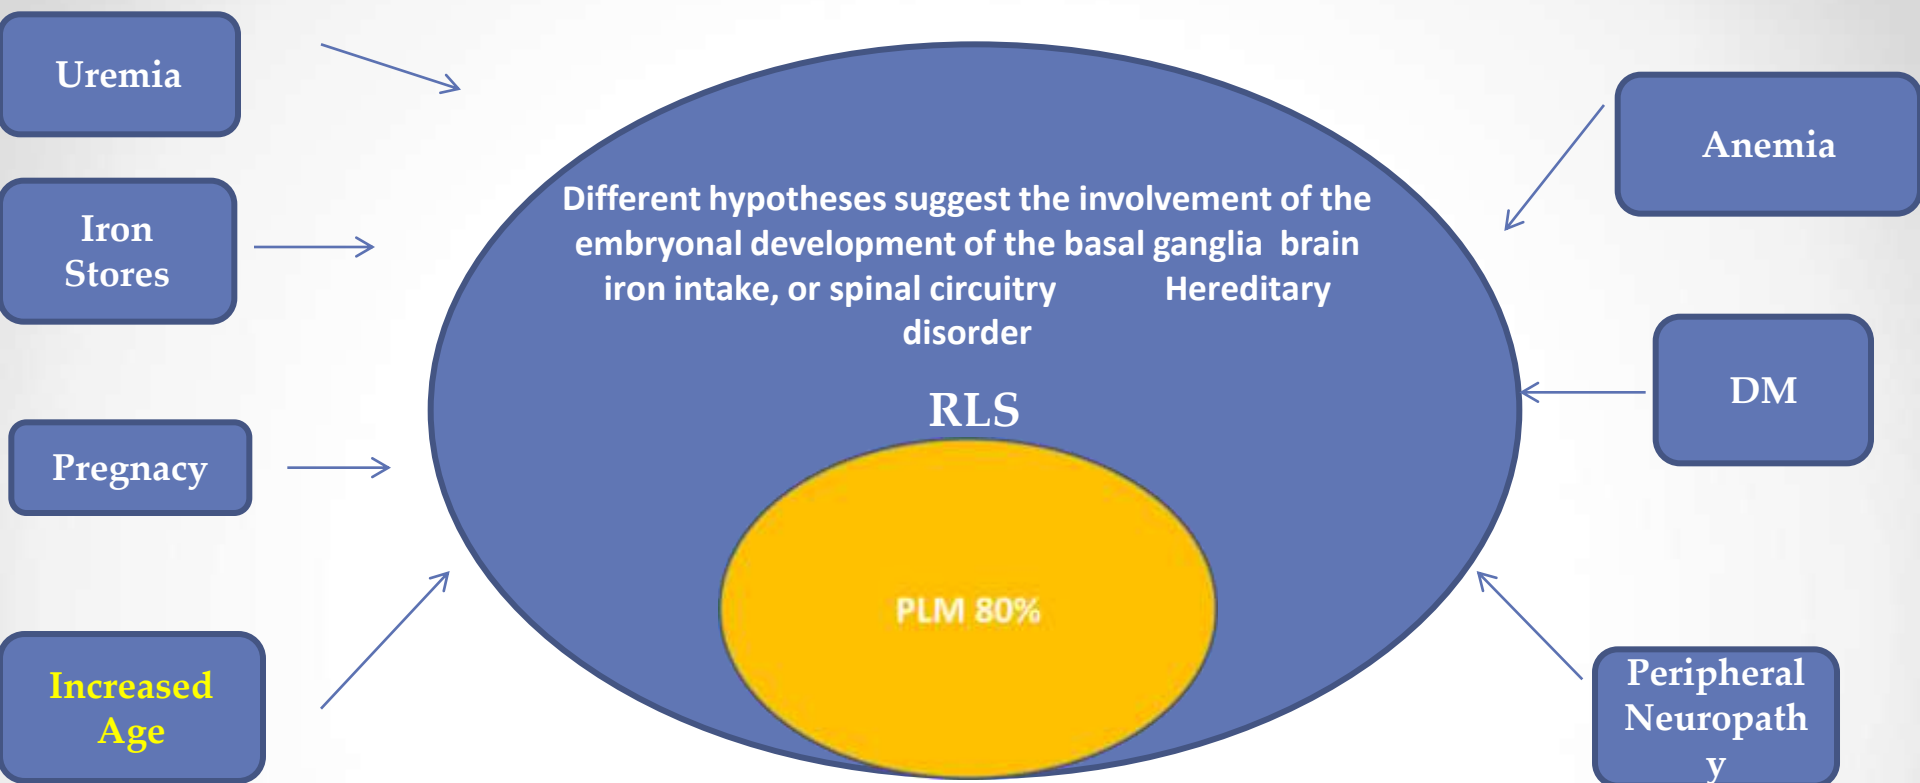 Uremia
Iron
Stores
Pregnacy
Increased
Age
Different hypotheses suggest the involvement of the
embryonal development of the basal ganglia  brain
iron intake, or spinal circuitry            Hereditary
disorder
RLS
PLM 80%
Anemia
DM
Peripheral
Neuropath
y